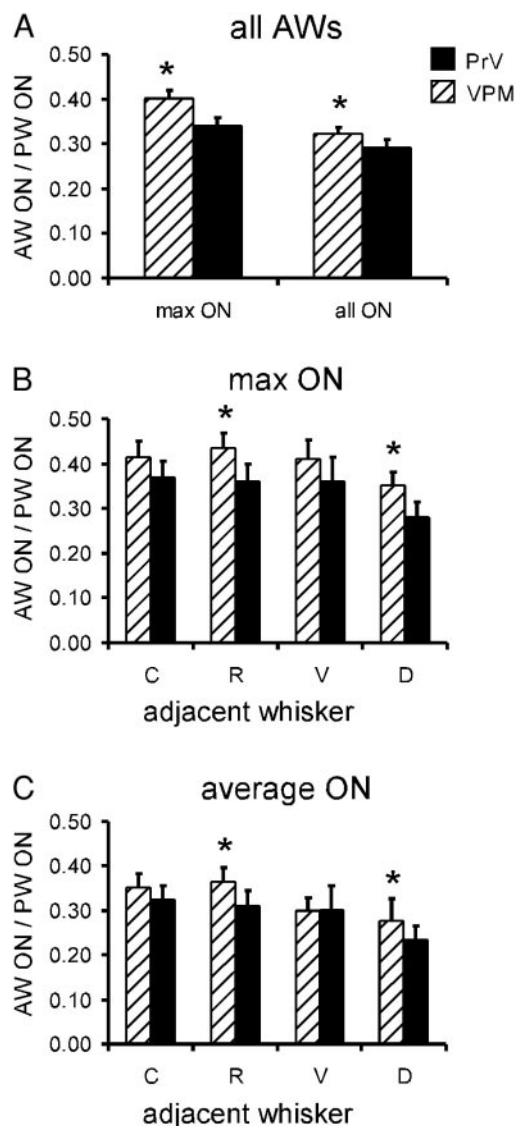 A
all AWs
PrV
VPM
AW ON / PW ON
0.50
0.40
0.30
0.20
0.10
0.00
*
*
max ON
all ON
B
max ON
AW ON / PW ON
0.50
0.40
0.30
0.20
0.10
0.00
*
*
C
R
V
D
adjacent whisker
C
average ON
AW ON / PW ON
0.50
0.40
0.30
0.20
0.10
0.00
*
*
C
R
V
D
adjacent whisker